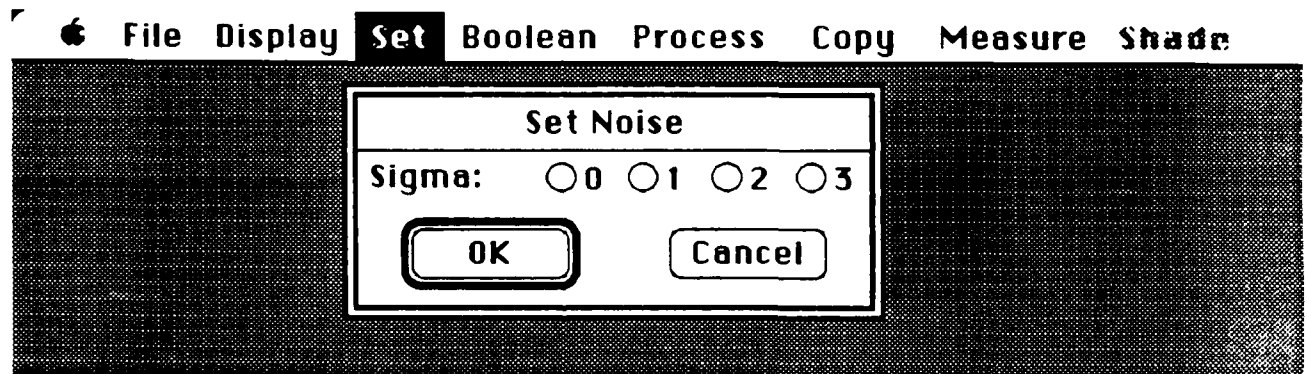 File Display Set Boolean Process Copy Measure Shade
Set Noise
Sigma: 0 1 2 3
OK Cancel